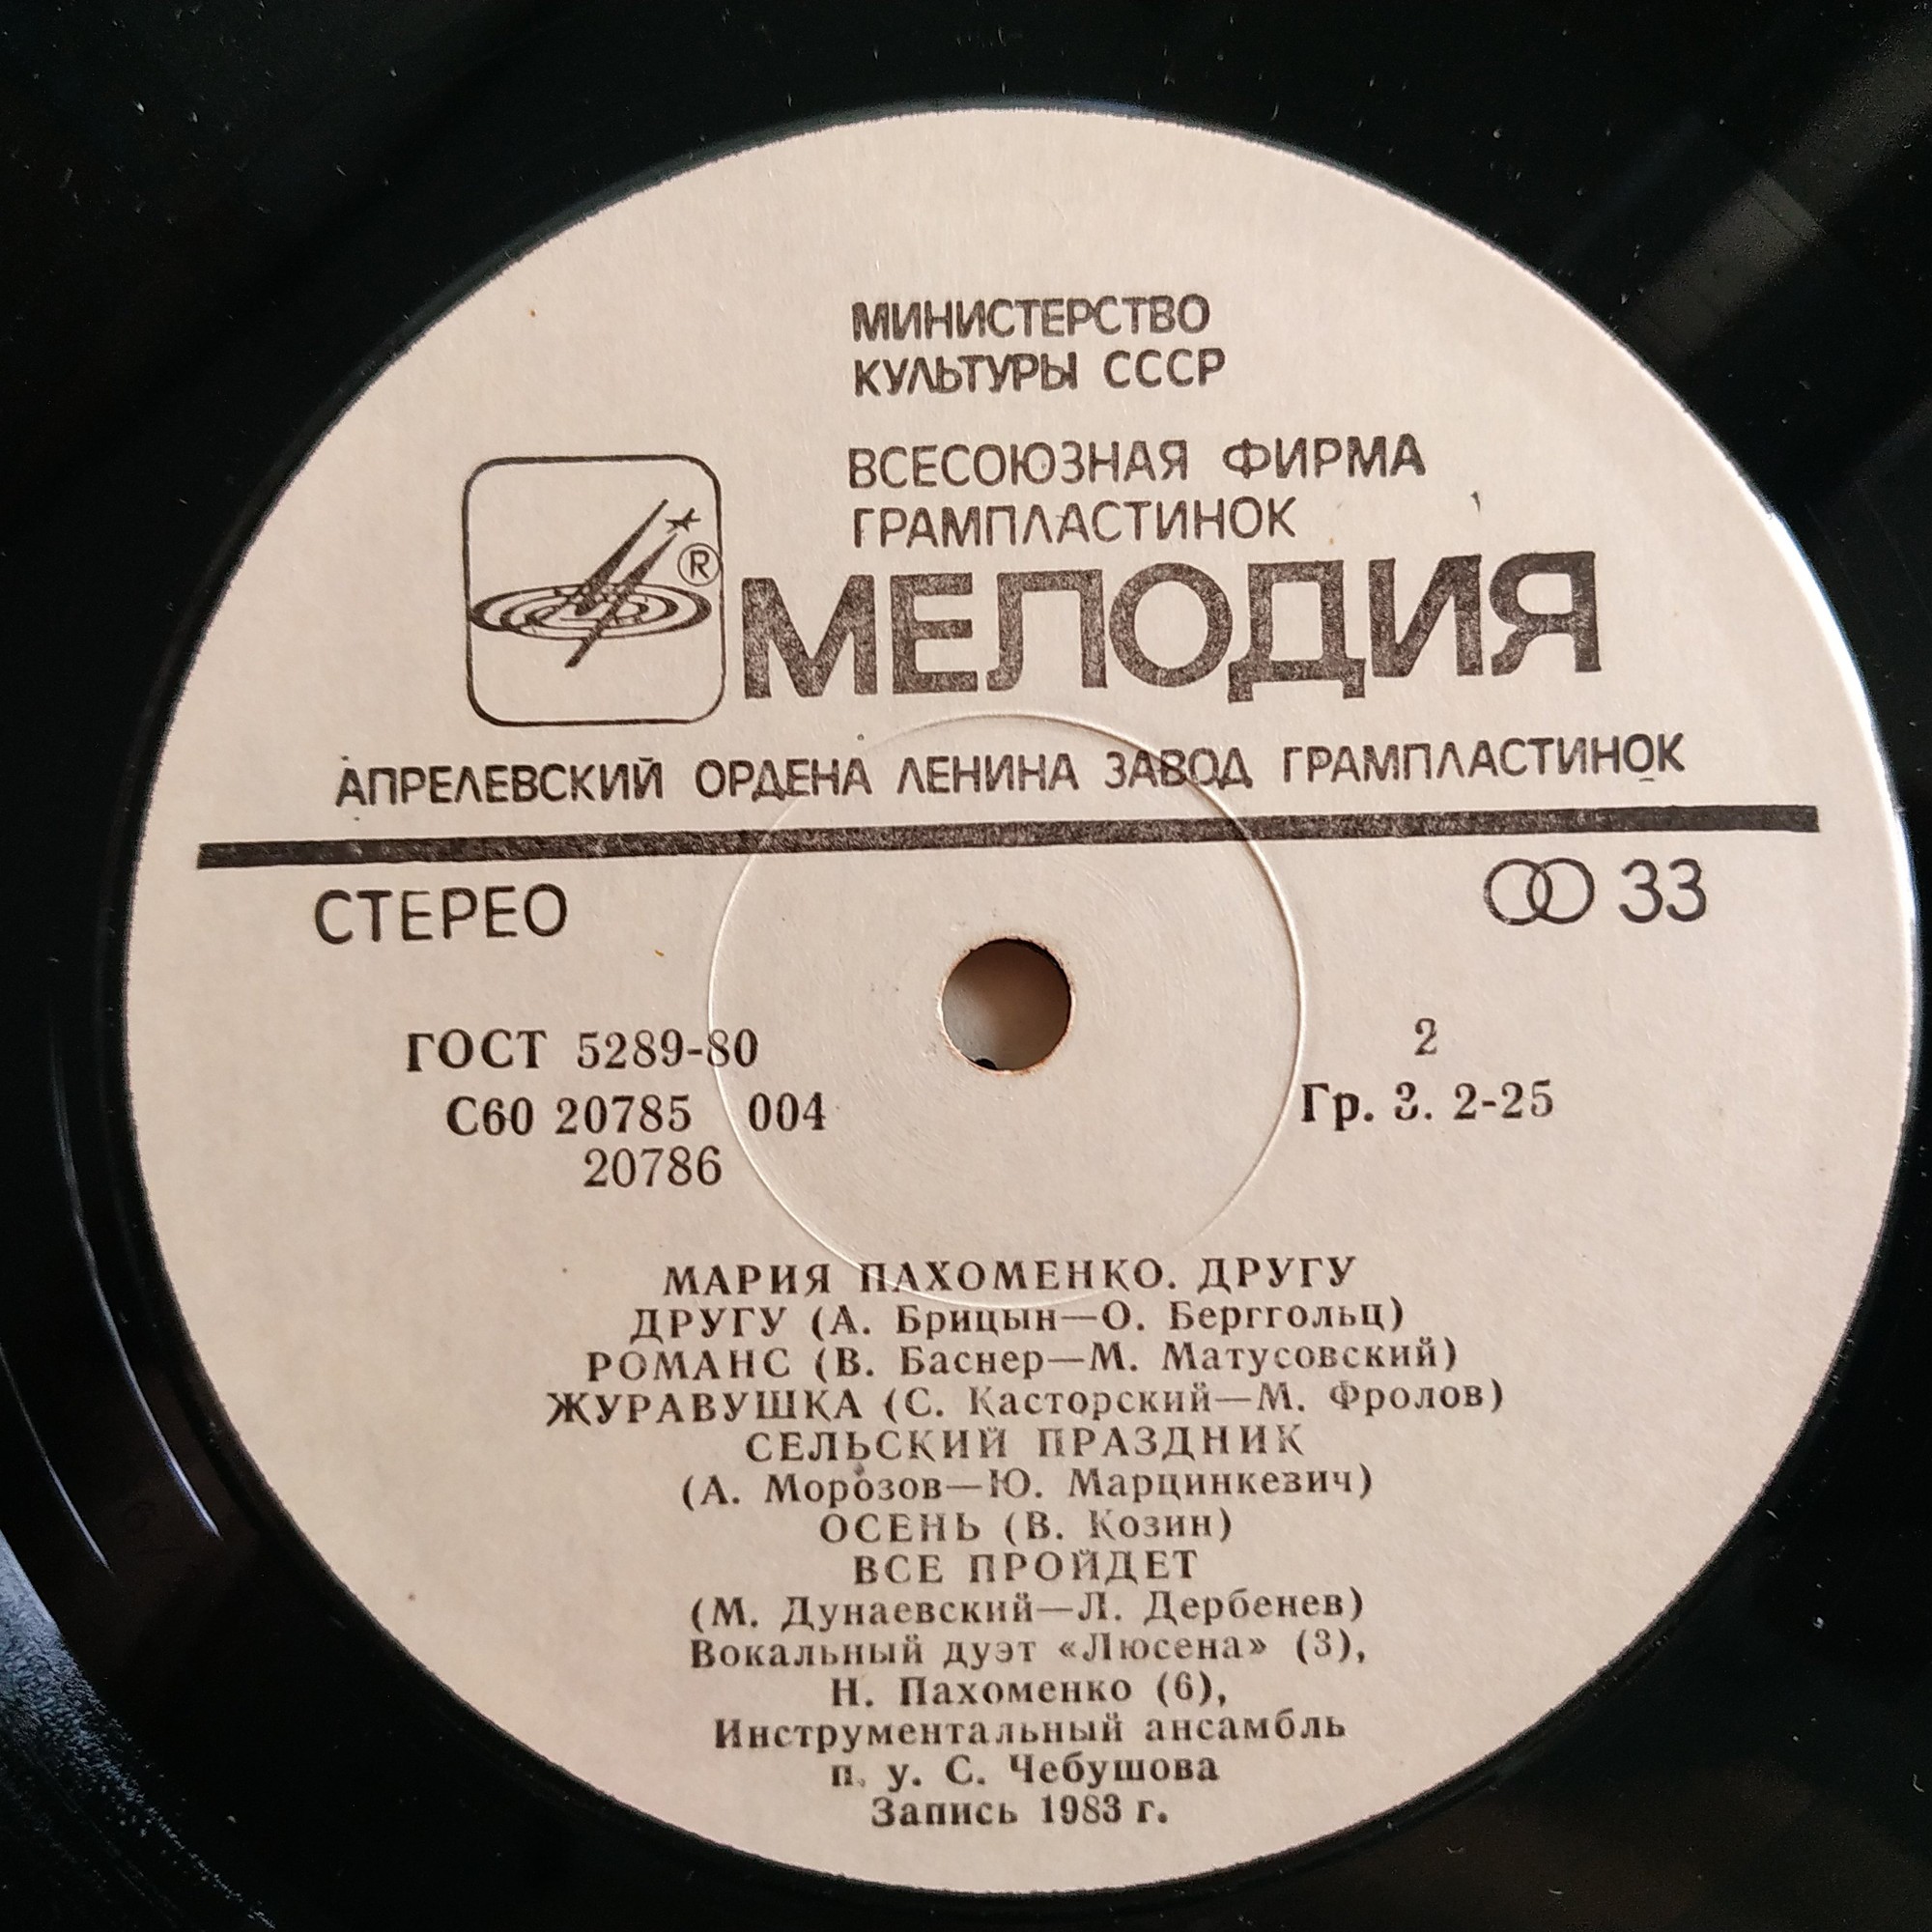 МИНИСТЕРСТВО
КУЛЬТУРЫ СССР
ВСЕСОЮЗНАЯ ФИРМА
ГРАМПЛАСТИНОК
®
МЕЛОДИЯ
АПРЕЛЕВСКИЙ ОРДЕНА ЛЕНИНА ЗАВОД ГРАМПЛАСТИНОК
СТЕРЕО
33
ГОСТ 5289-80
2
С60 20785 004
Гр. 3. 2-25
20786
МАРИЯ ПАХОМЕНКО. ДРУГУ
ДРУГУ (А. Брицын—О. Берггольц)
РОМАНС (В. Баснер—М. Матусовский)
ЖУРАВУШКА (С. Касторский—М. Фролов)
СЕЛЬСКИЙ ПРАЗДНИК
(А. Морозов—Ю. Марцинкевич)
ОСЕНЬ (В. Козин)
ВСЕ ПРОЙДЕТ
(М. Дунаевский—Л. Дербенев)
Вокальный дуэт «Люсена» (3),
Н. Пахоменко (6),
Инструментальный ансамбль
п. у. С. Чебушова
Запись 1983 г.